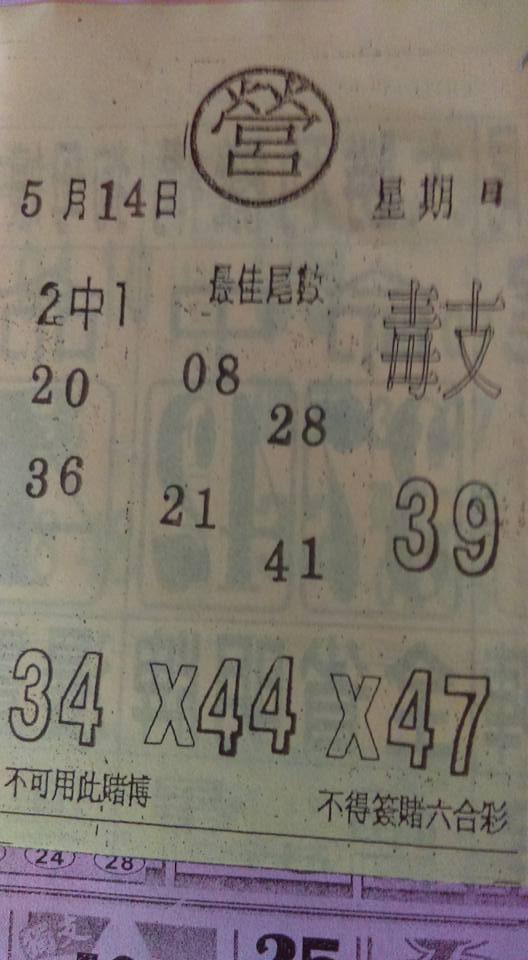 營
5月14日 星期日
2中1 最佳尾數 毒支
20 08
28
36 21 39
41
34 X 44 X 47
不可用此賭博
不得簽賭六合彩
24 28
25